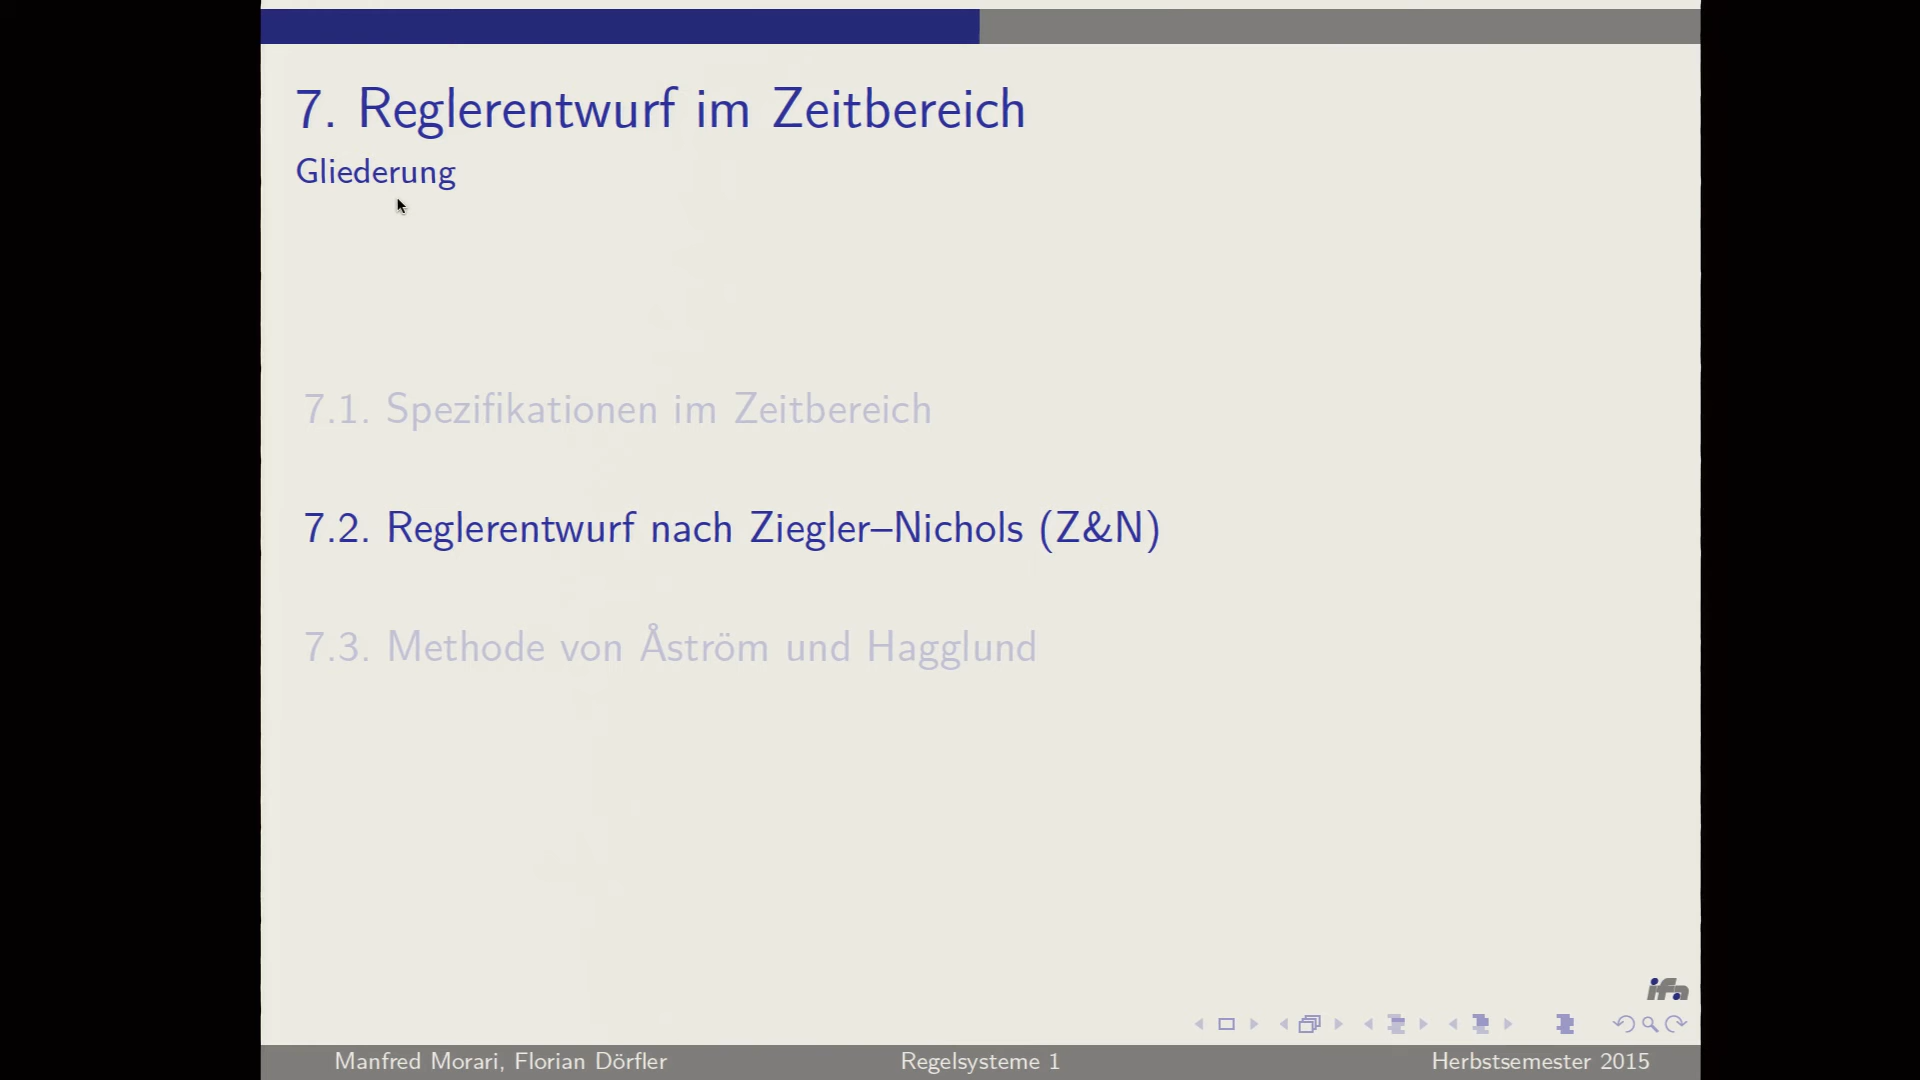 7. Reglerentwurf im Zeitbereich
Gliederung
7.1. Spezifikationen im Zeitbereich
7.2. Reglerentwurf nach Ziegler–Nichols (Z&N)
7.3. Methode von Åström und Hagglund
ifa
Manfred Morari, Florian Dörfler Regelsysteme 1 Herbstsemester 2015